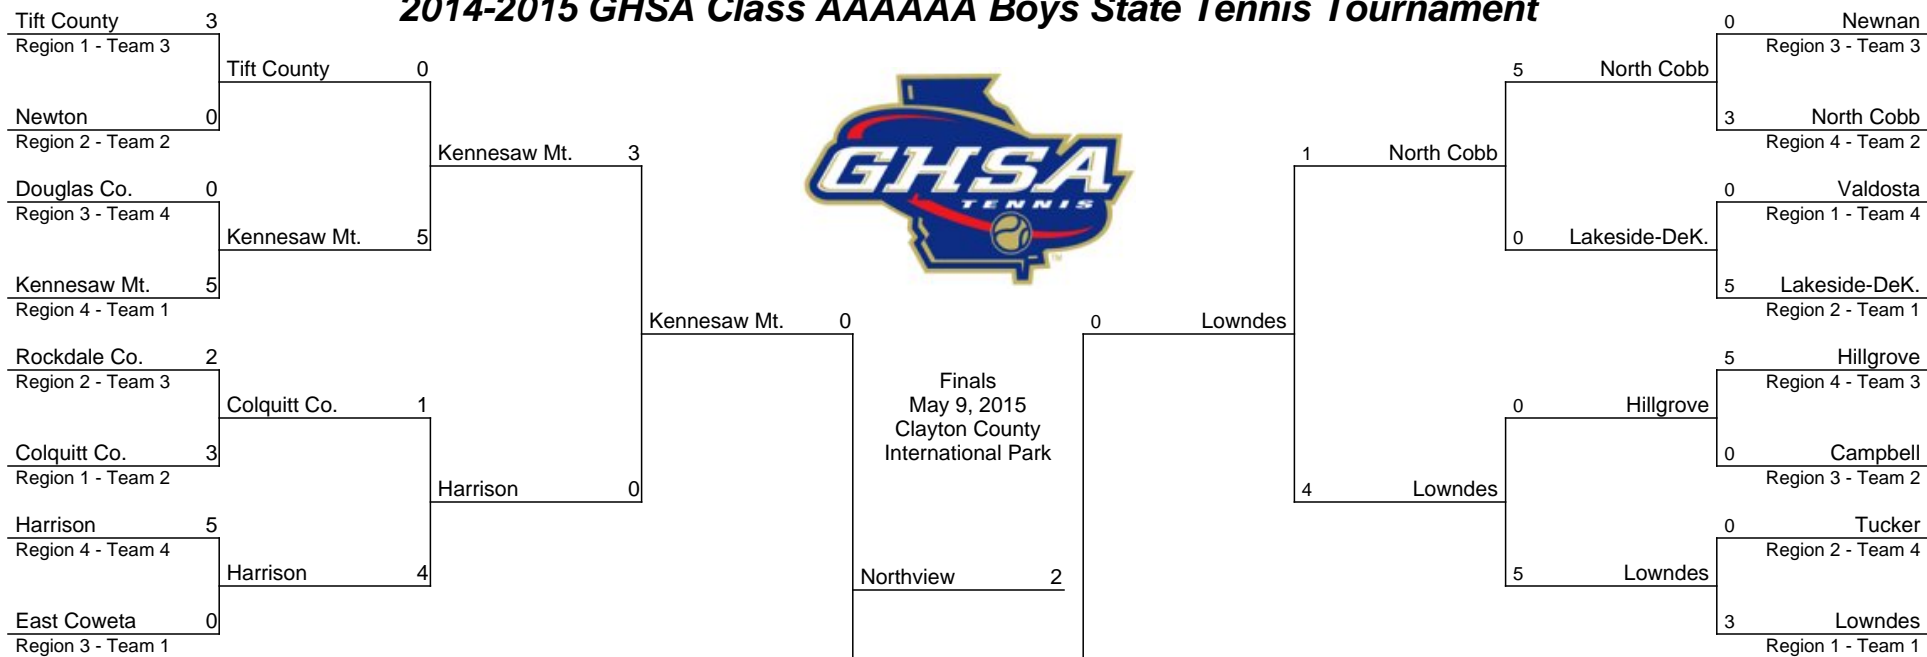 2014-2015 GHSA Class AAAAAA Boys State Tennis Tournament
Tift County 3
Region 1 - Team 3
Tift County 0
Newton 0
Region 2 - Team 2
Kennesaw Mt. 3
Douglas Co. 0
Region 3 - Team 4
Kennesaw Mt. 5
Kennesaw Mt. 5
Region 4 - Team 1
Kennesaw Mt. 0
Rockdale Co. 2
Region 2 - Team 3
Colquitt Co. 1
Colquitt Co. 3
Region 1 - Team 2
Harrison 0
Harrison 5
Region 4 - Team 4
Harrison 4
East Coweta 0
Region 3 - Team 1
GHSA
TENNIS
TM
Finals
May 9, 2015
Clayton County
International Park
Northview 2
0 Newnan
Region 3 - Team 3
5 North Cobb
3 North Cobb
Region 4 - Team 2
1 North Cobb
0 Valdosta
Region 1 - Team 4
0 Lakeside-DeK.
5 Lakeside-DeK.
Region 2 - Team 1
0 Lowndes
5 Hillgrove
Region 4 - Team 3
0 Hillgrove
0 Campbell
Region 3 - Team 2
4 Lowndes
0 Tucker
Region 2 - Team 4
5 Lowndes
3 Lowndes
Region 1 - Team 1